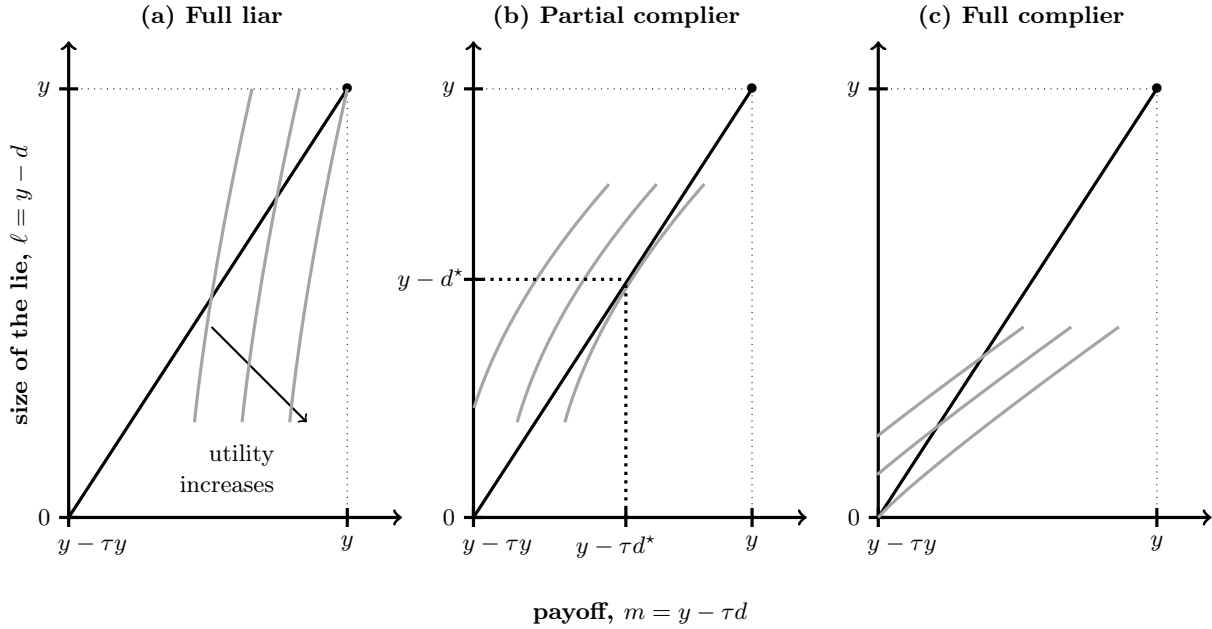 (a) Full liar
(b) Partial complier
(c) Full complier
size of the lie, ℓ = y − d
y
0
y − τy
y
utility
increases
y
y − d⋆
0
y − τy
y − τd⋆
y
y
0
y − τy
y
payoff, m = y − τd